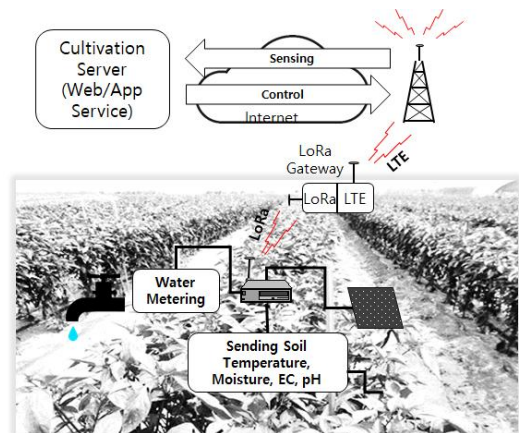 Cultivation
Server
(Web/App
Service)
Sensing
Control
Internet
LoRa
Gateway
LTE
LoRa LTE
LoRa
Water
Metering
Sending Soil
Temperature,
Moisture, EC, pH